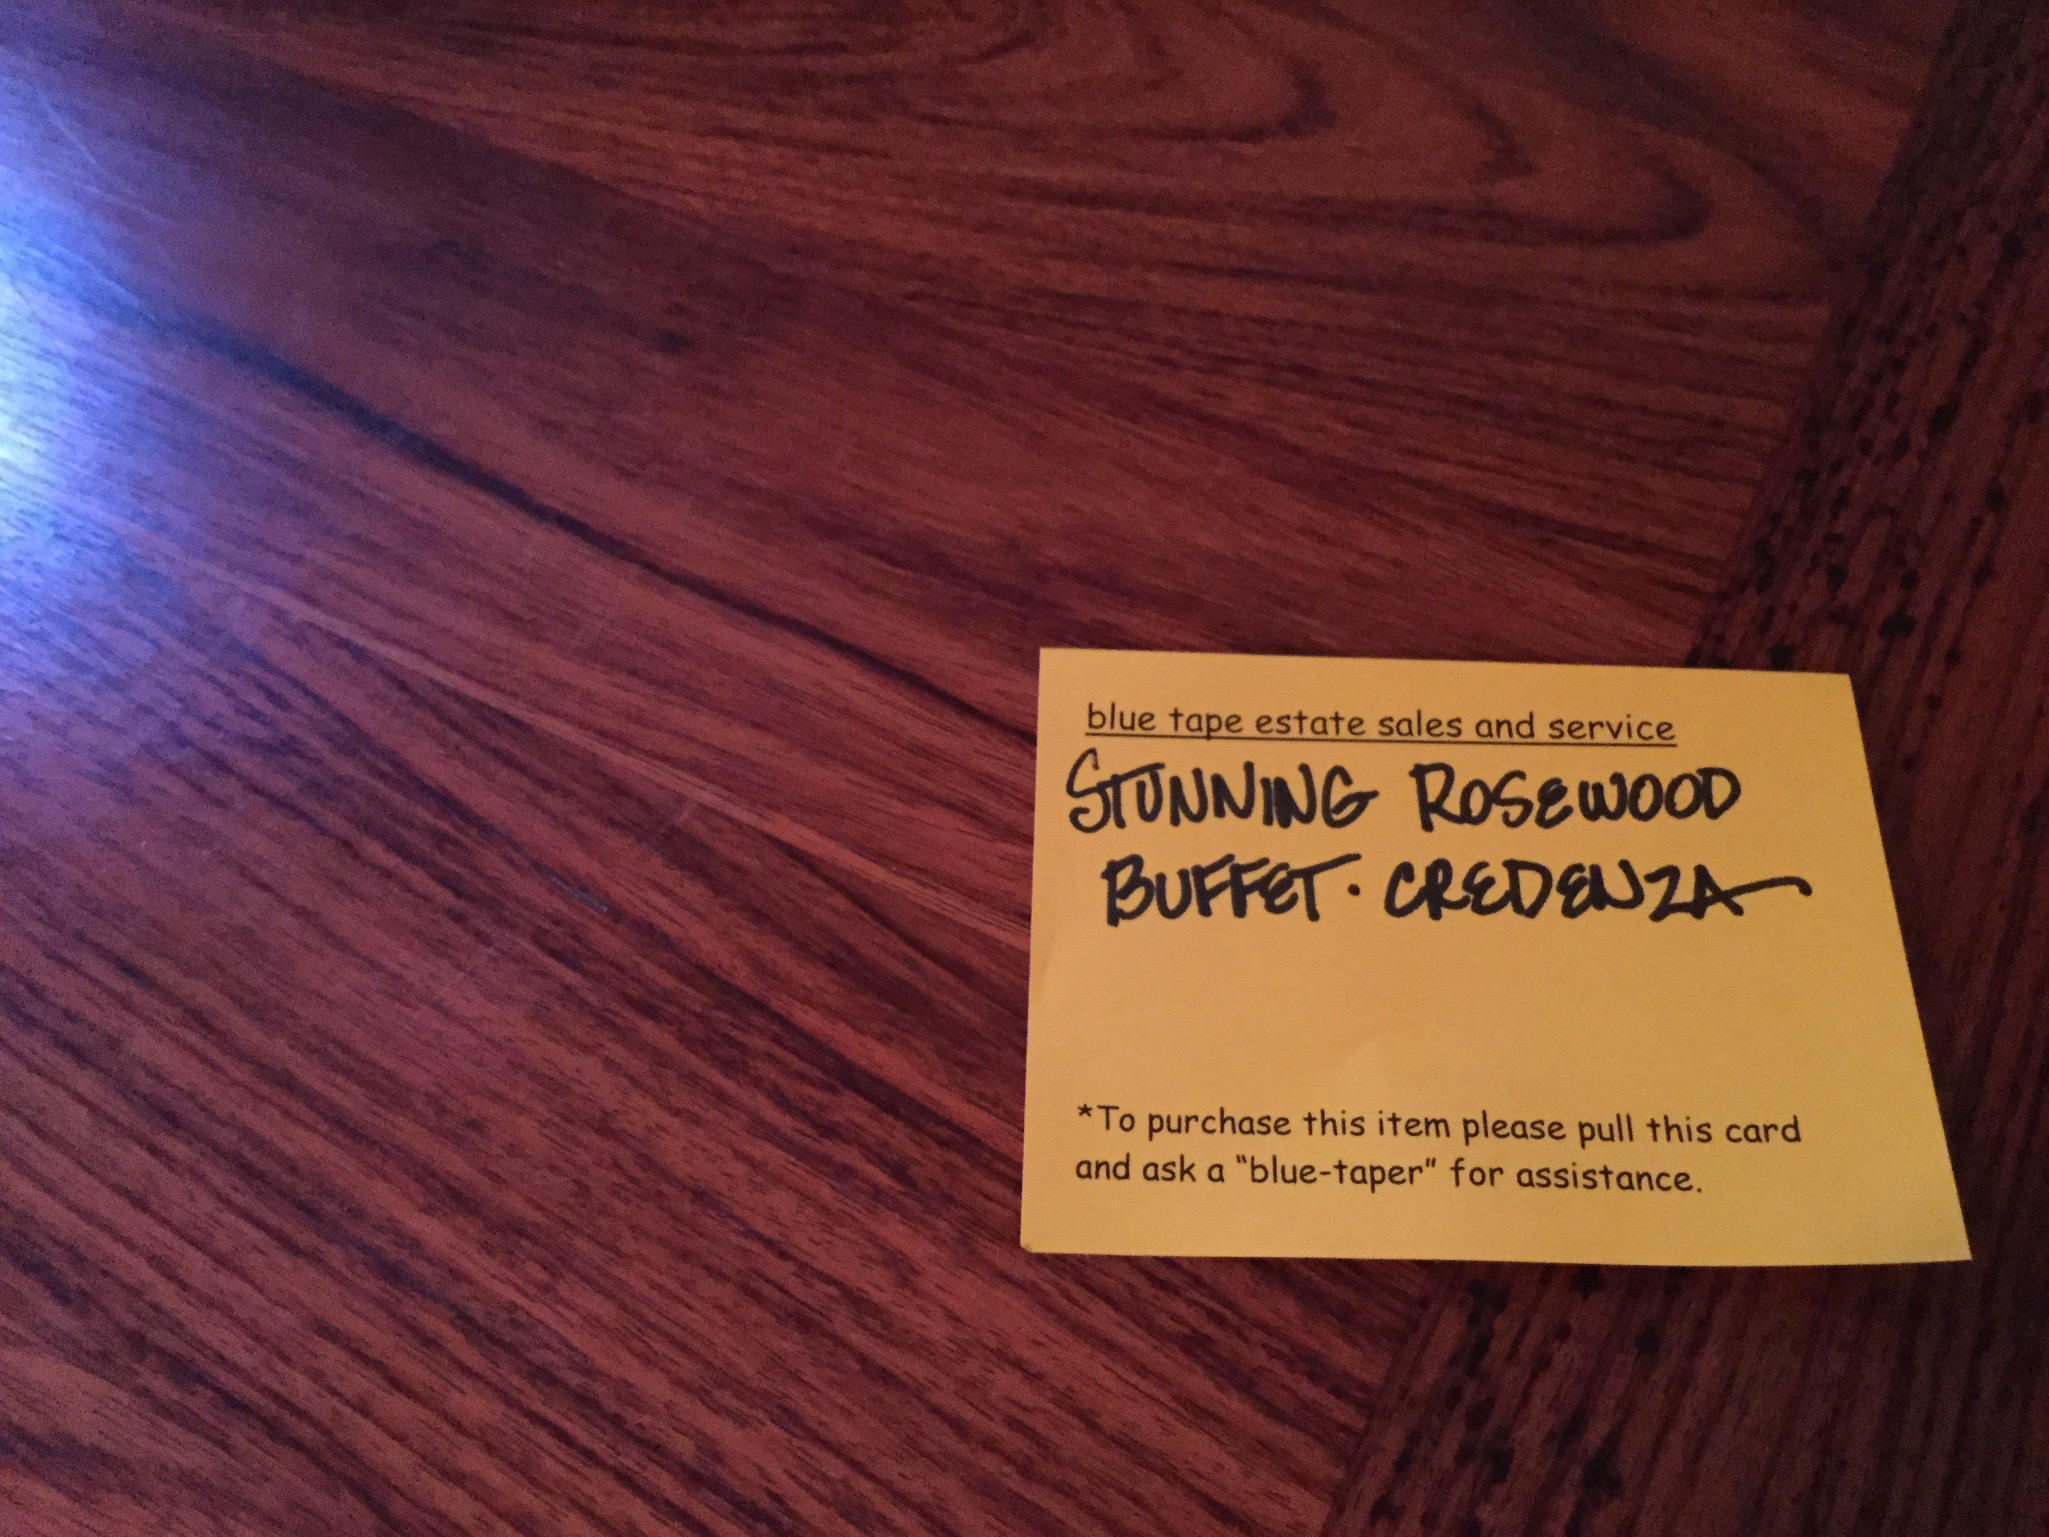 blue tape estate sales and service
STUNNING ROSEWOOD
BUFFET · CREDENZA
*To purchase this item please pull this card
and ask a “blue-taper” for assistance.